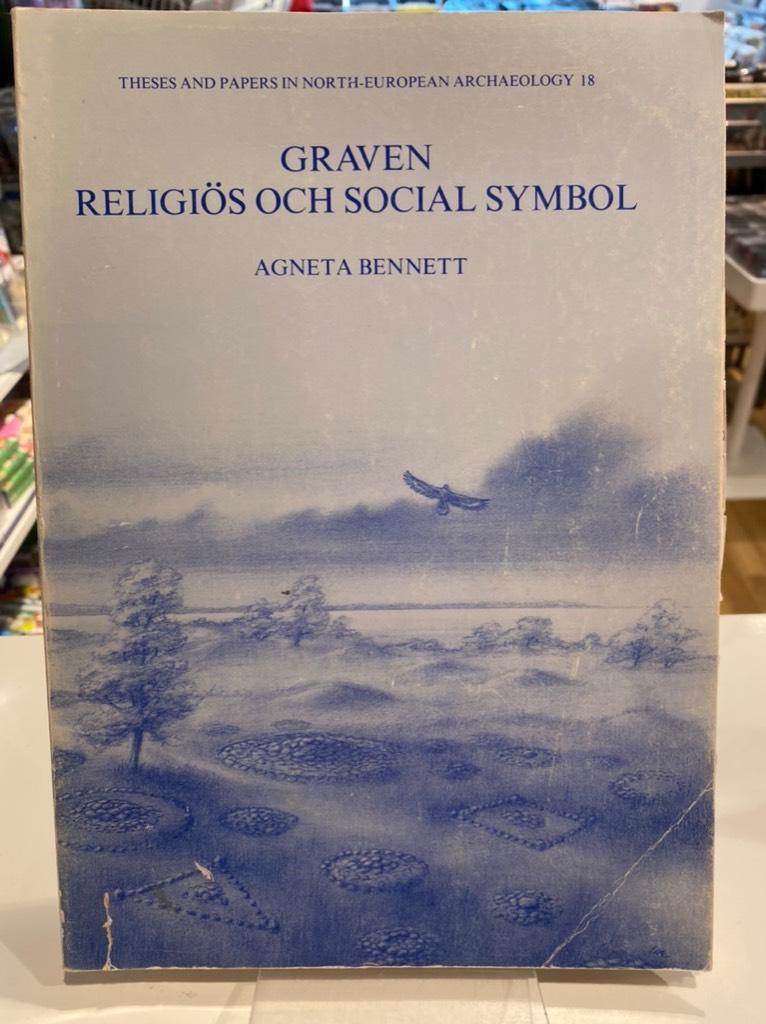 THESES AND PAPERS IN NORTH-EUROPEAN ARCHAEOLOGY 18
GRAVEN
RELIGIÖS OCH SOCIAL SYMBOL
AGNETA BENNETT